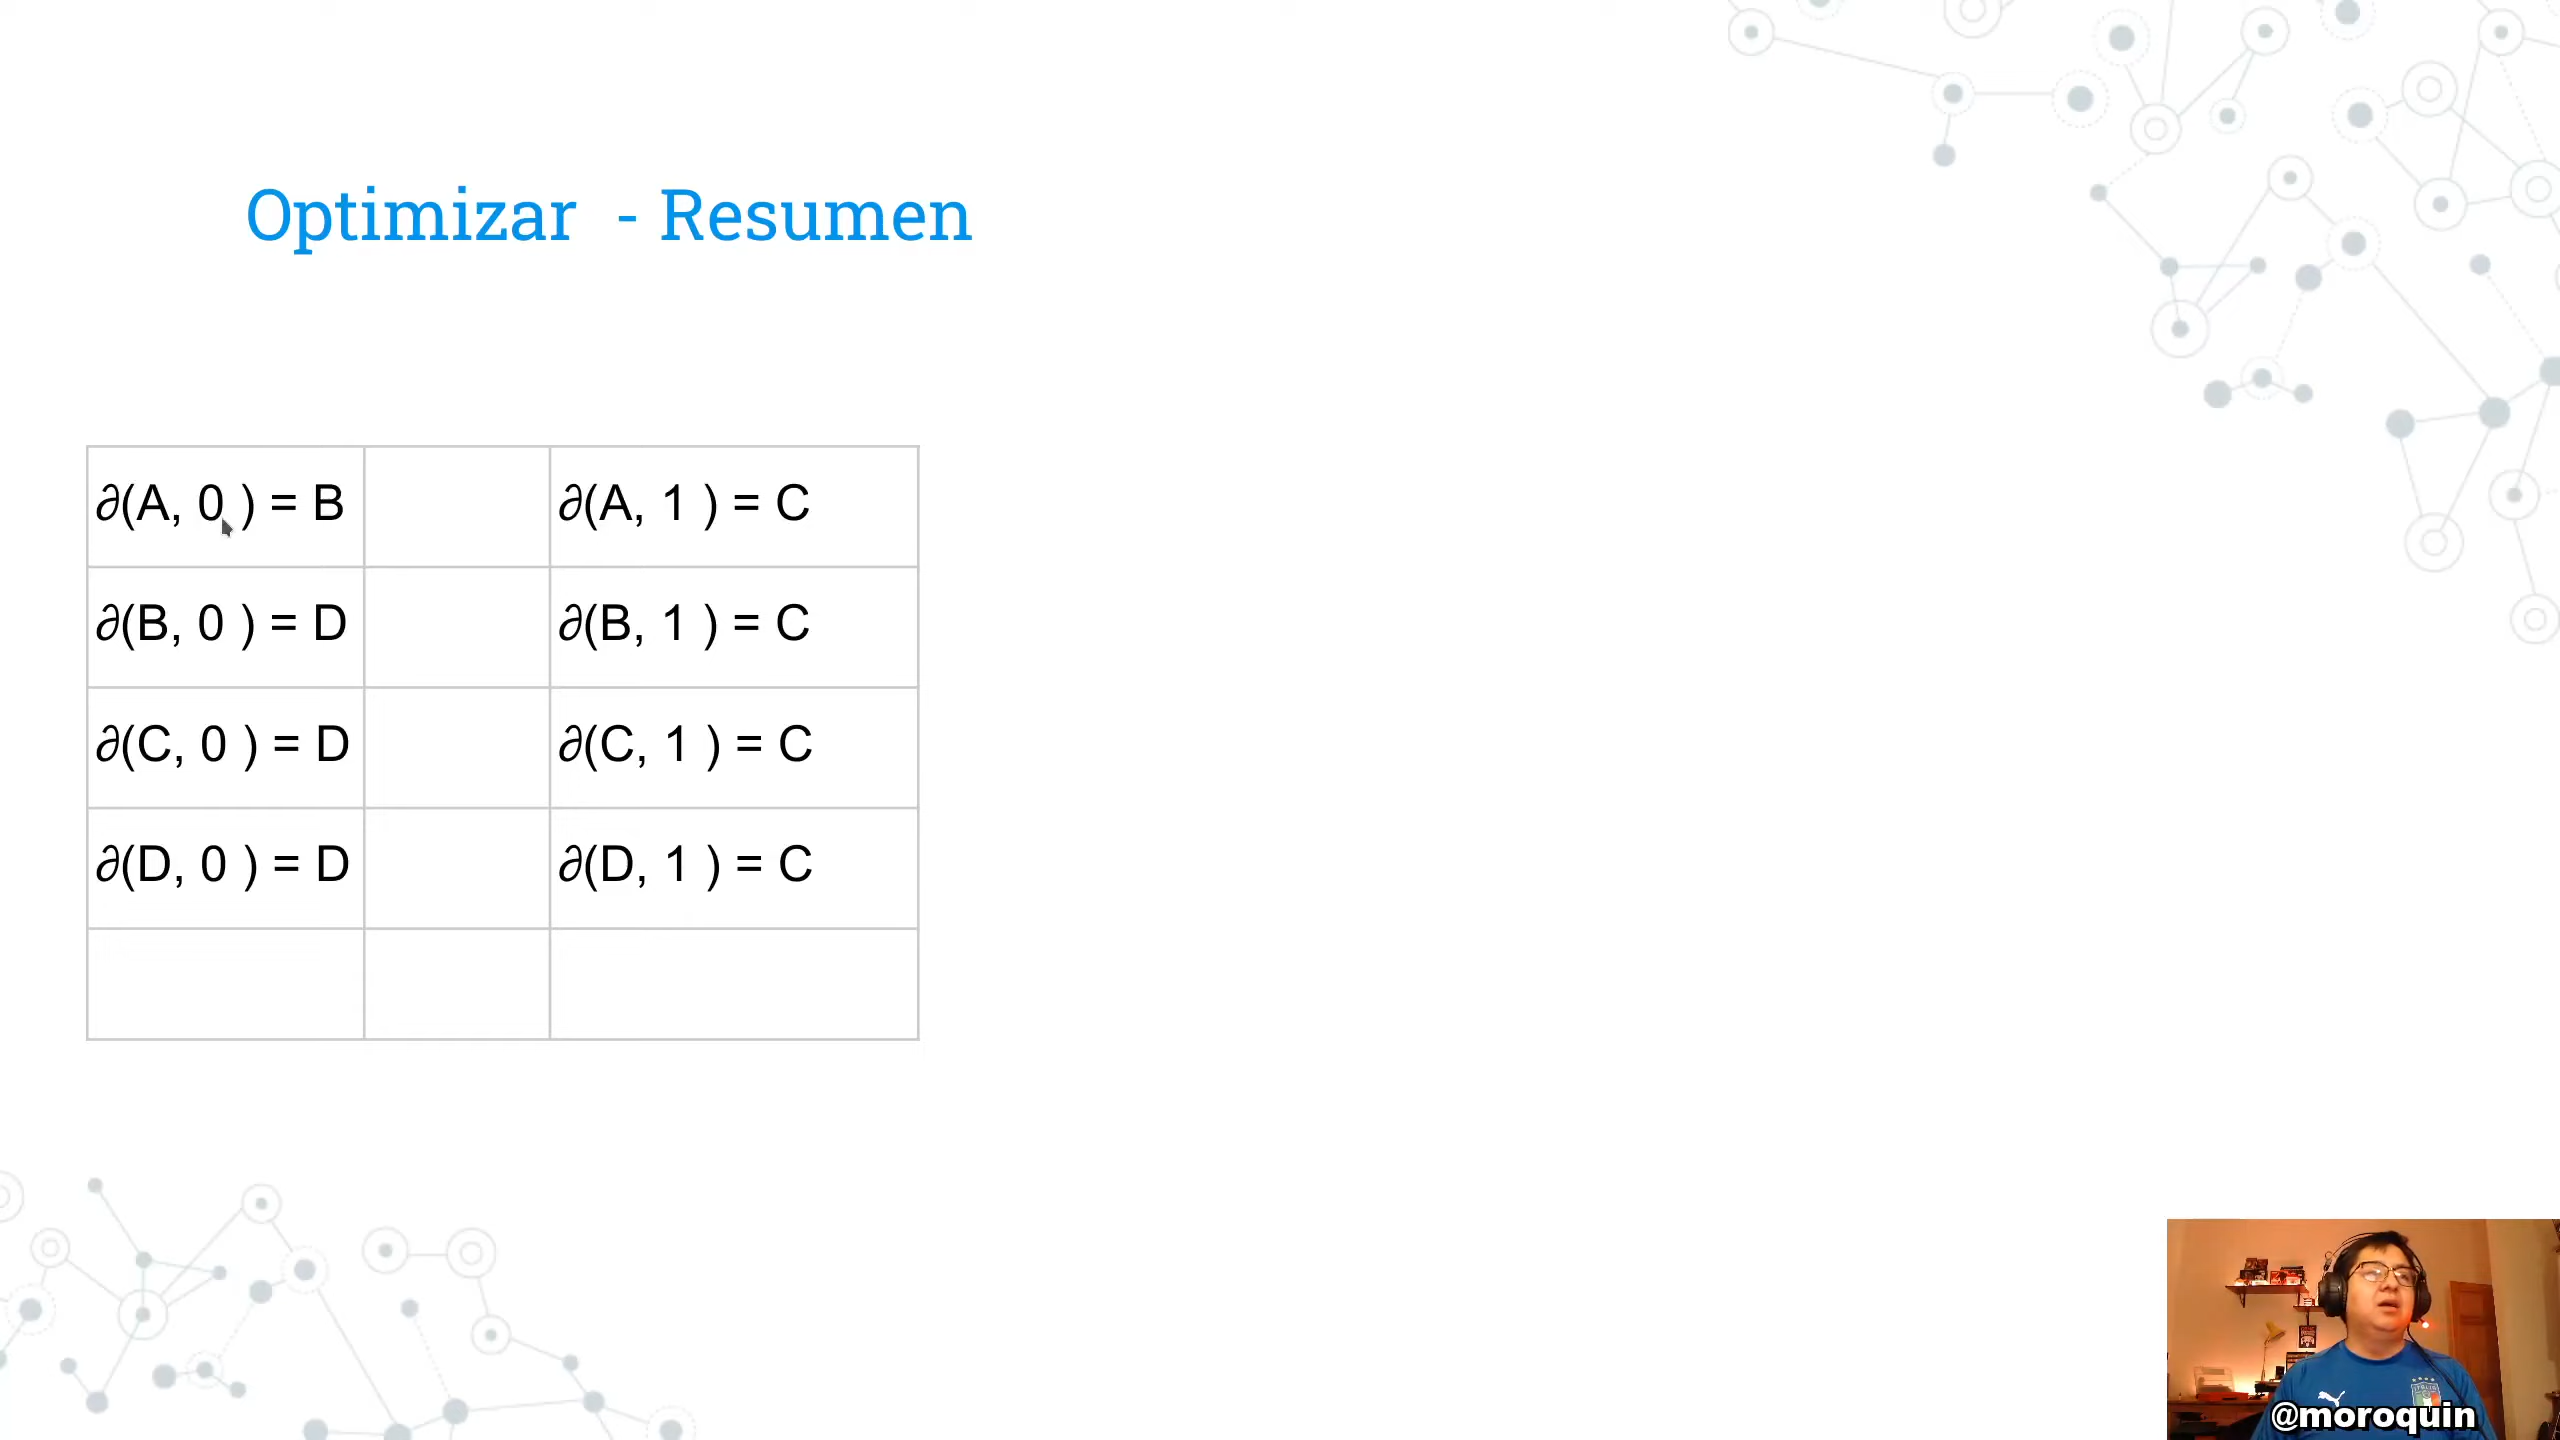 Optimizar - Resumen
∂(A, 0 ) = B ∂(A, 1 ) = C
∂(B, 0 ) = D ∂(B, 1 ) = C
∂(C, 0 ) = D ∂(C, 1 ) = C
∂(D, 0 ) = D ∂(D, 1 ) = C
@moroquin